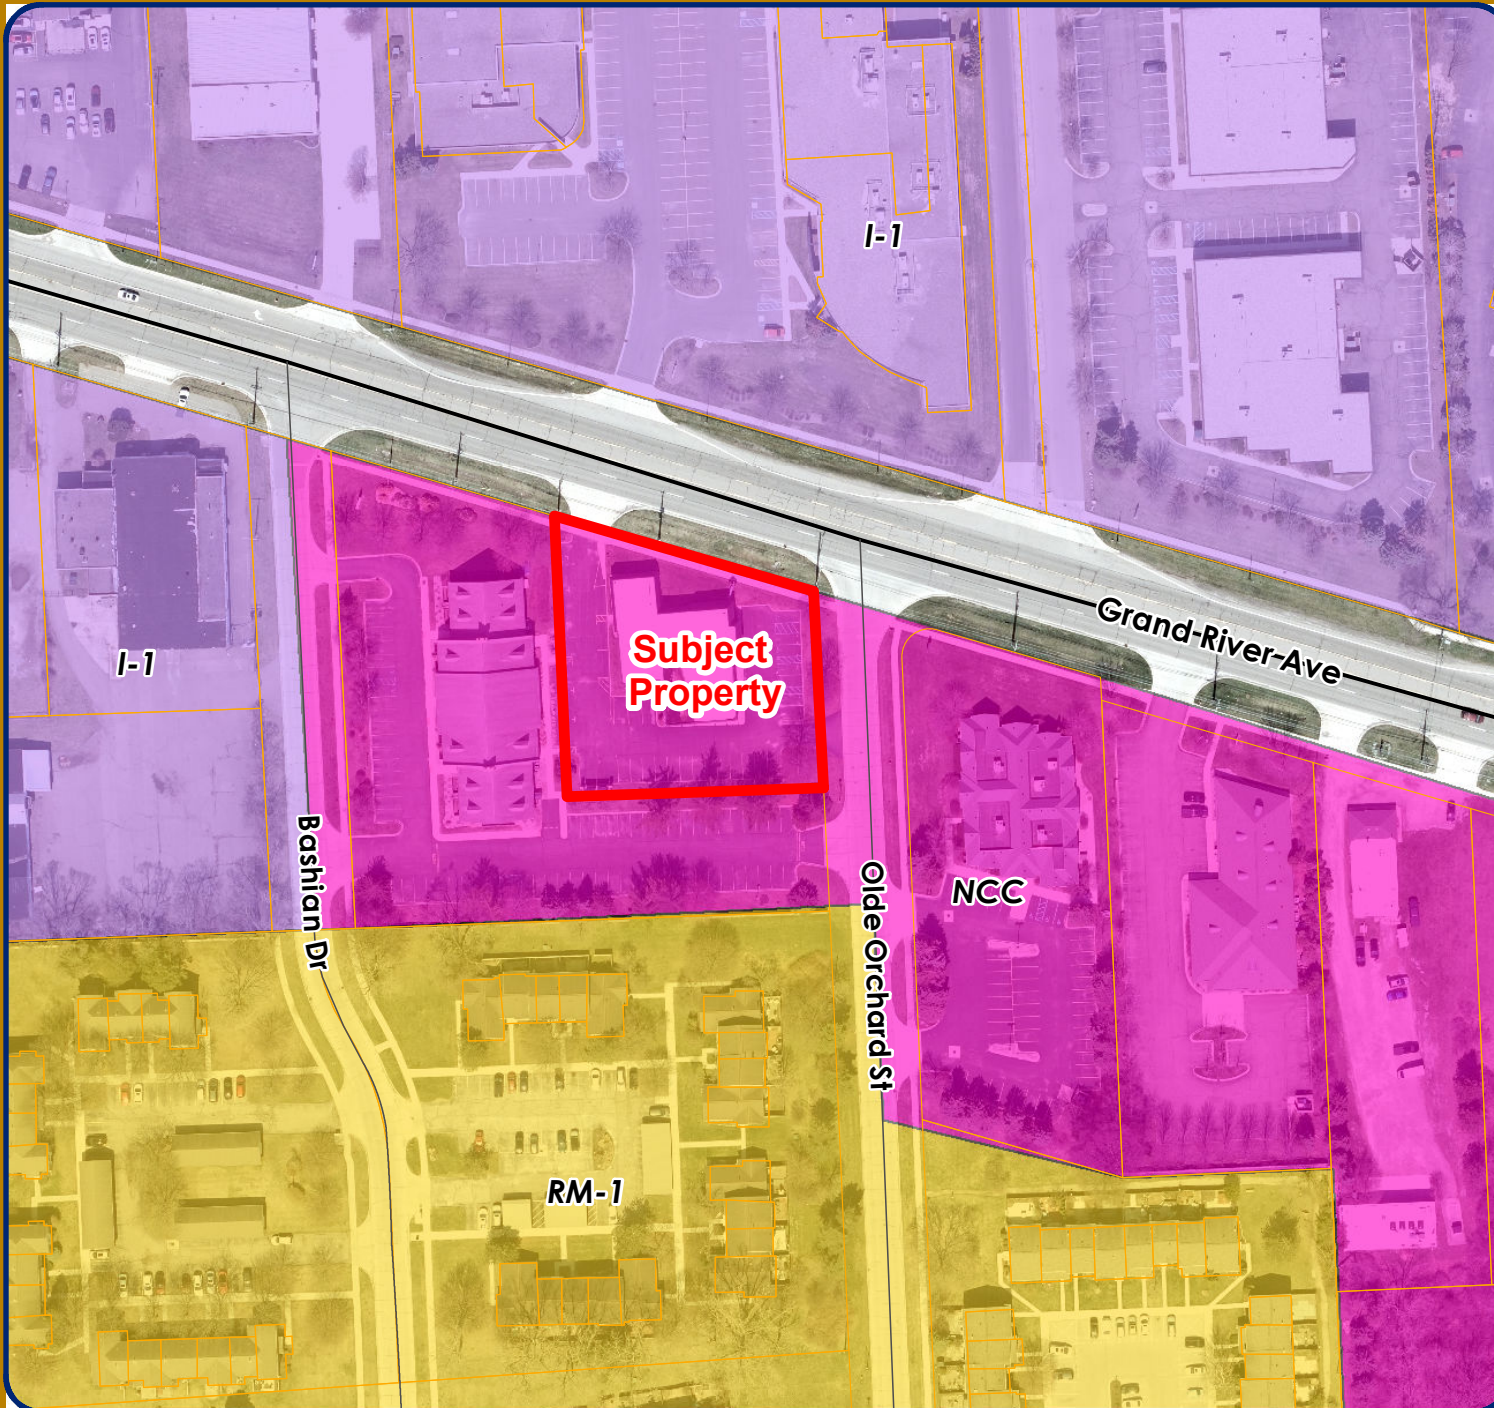 I-1
Grand-River-Ave
Subject
Property
I-1
Bashian-Dr
Olde-Orchard-St
NCC
RM-1